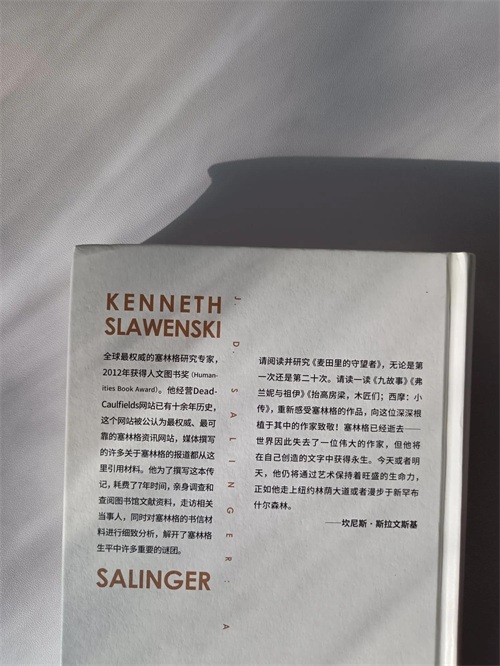 KENNETH
SLAWENSKI
全球最权威的塞林格研究专家，
2012年获得人文图书奖（Human-
ities Book Award）。他经营Dead-
Caulfields网站已有十余年历史，
这个网站被公认为最权威、最可
靠的塞林格资讯网站，媒体撰写
的许多关于塞林格的报道都从这
里引用材料。他为了撰写这本传
记，耗费了7年时间，亲身调查和
查阅图书馆文献资料，走访相关
当事人，同时对塞林格的书信材
料进行细致分析，解开了塞林格
生平中许多重要的谜团。
SALINGER
J. D. SALINGER: A
请阅读并研究《麦田里的守望者》，无论是第
一次还是第二十次。请读一读《九故事》《弗
兰妮与祖伊》《抬高房梁，木匠们；西摩：小
传》，重新感受塞林格的作品，向这位深深根
植于其中的作家致敬！塞林格已经逝去——
世界因此失去了一位伟大的作家，但他将
在自己创造的文字中获得永生。今天或者明
天，他仍将通过艺术保持着旺盛的生命力，
正如他走上纽约的林荫大道或者漫步于新罕布
什尔森林。
——坎尼斯·斯拉文斯基